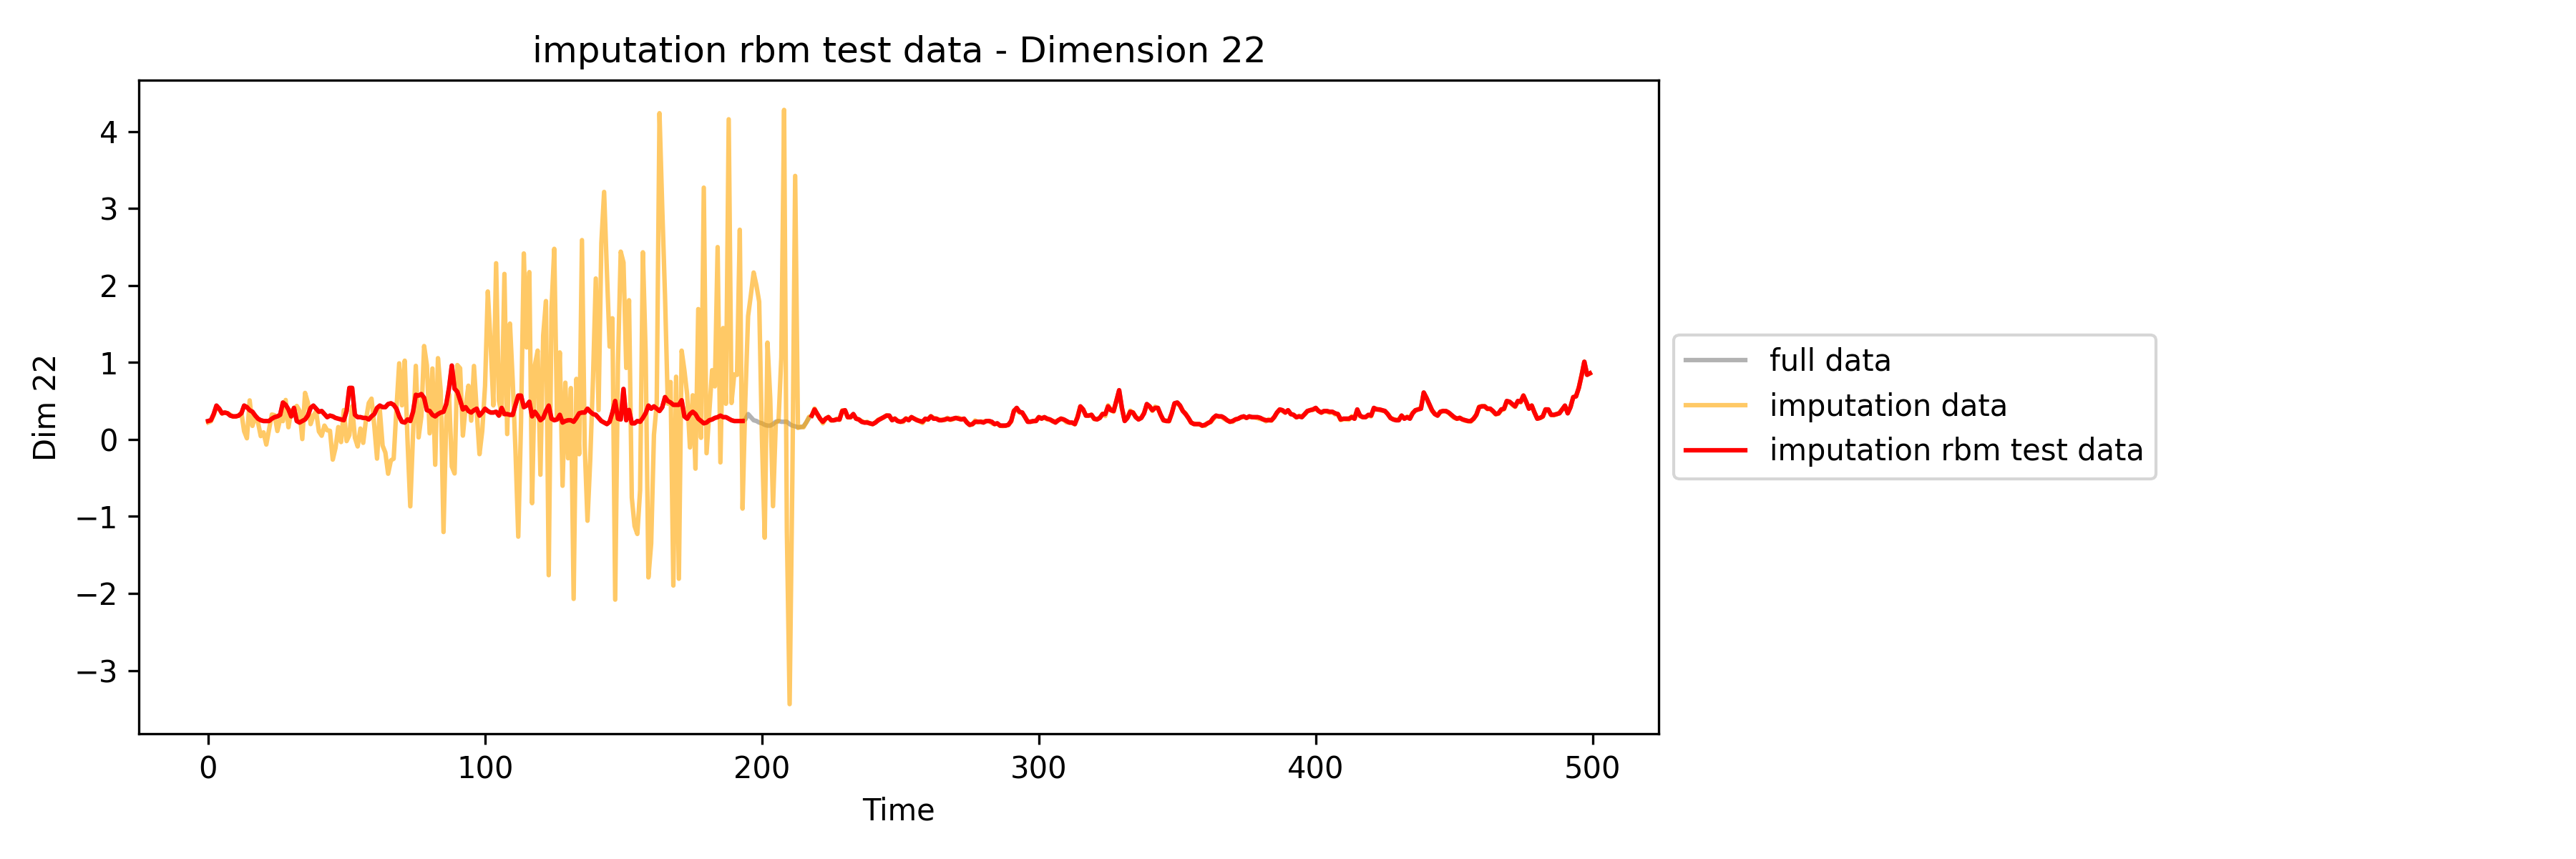 imputation rbm test data - Dimension 22
4
3
2
1
0
−1
−2
−3
Dim 22
0 100 200 300 400 500
Time
full data
imputation data
imputation rbm test data